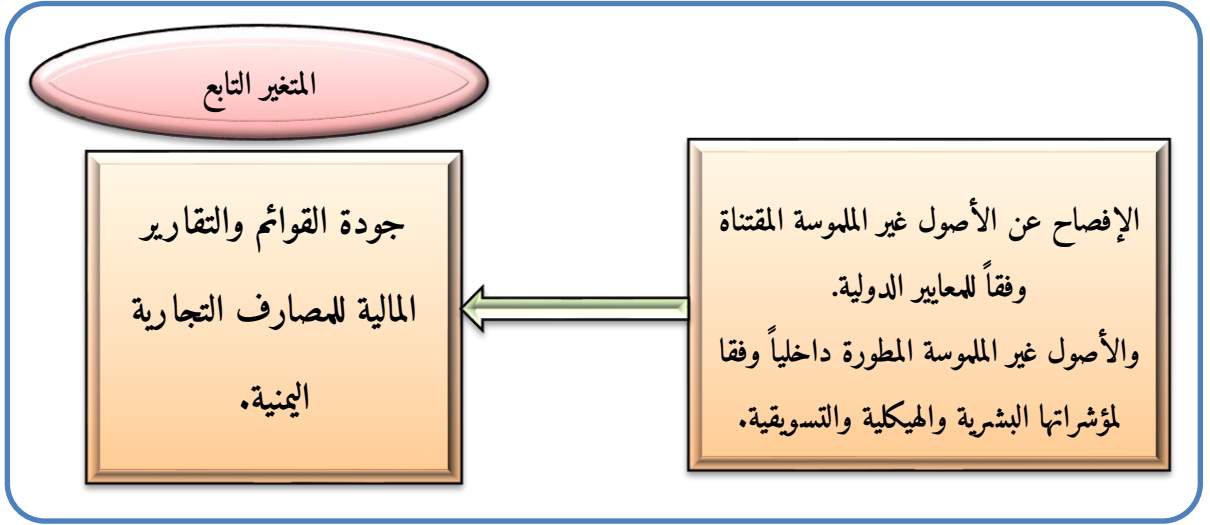 المتغير التابع
الإفصاح عن الأصول غير الملموسة المقتناة
وفقاً للمعايير الدولية.
والأصول غير الملموسة المطورة داخلياً وفقا
لمؤشراتها البشرية والهيكلية والتسويقية.
جودة القوائم والتقارير
المالية للمصارف التجارية
اليمنية.